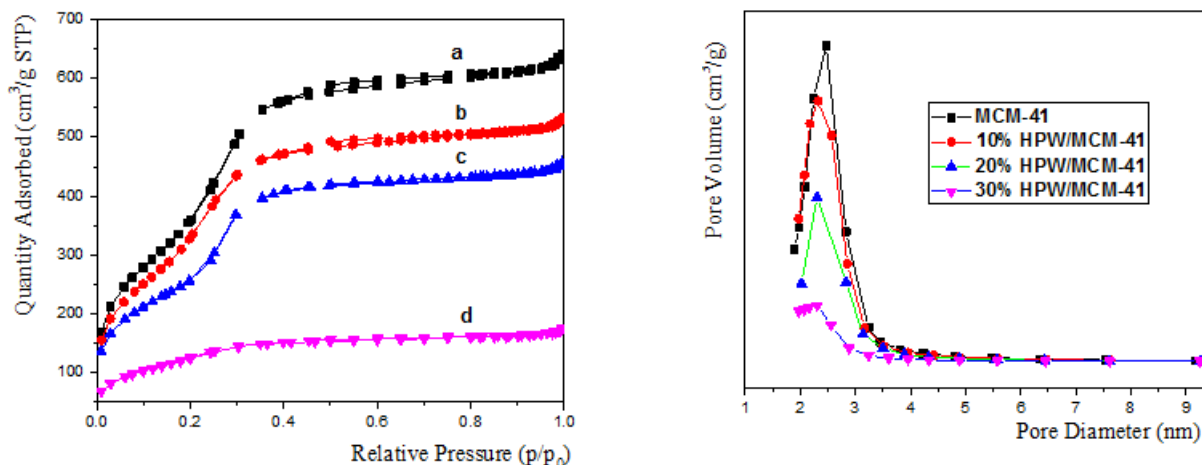 Quantity Adsorbed (cm³/g STP)
700
600
500
400
300
200
100
a
b
c
d
0.0 0.2 0.4 0.6 0.8 1.0
Relative Pressure (p/p₀)
Pore Volume (cm³/g)
MCM-41
10% HPW/MCM-41
20% HPW/MCM-41
30% HPW/MCM-41
1 2 3 4 5 6 7 8 9
Pore Diameter (nm)